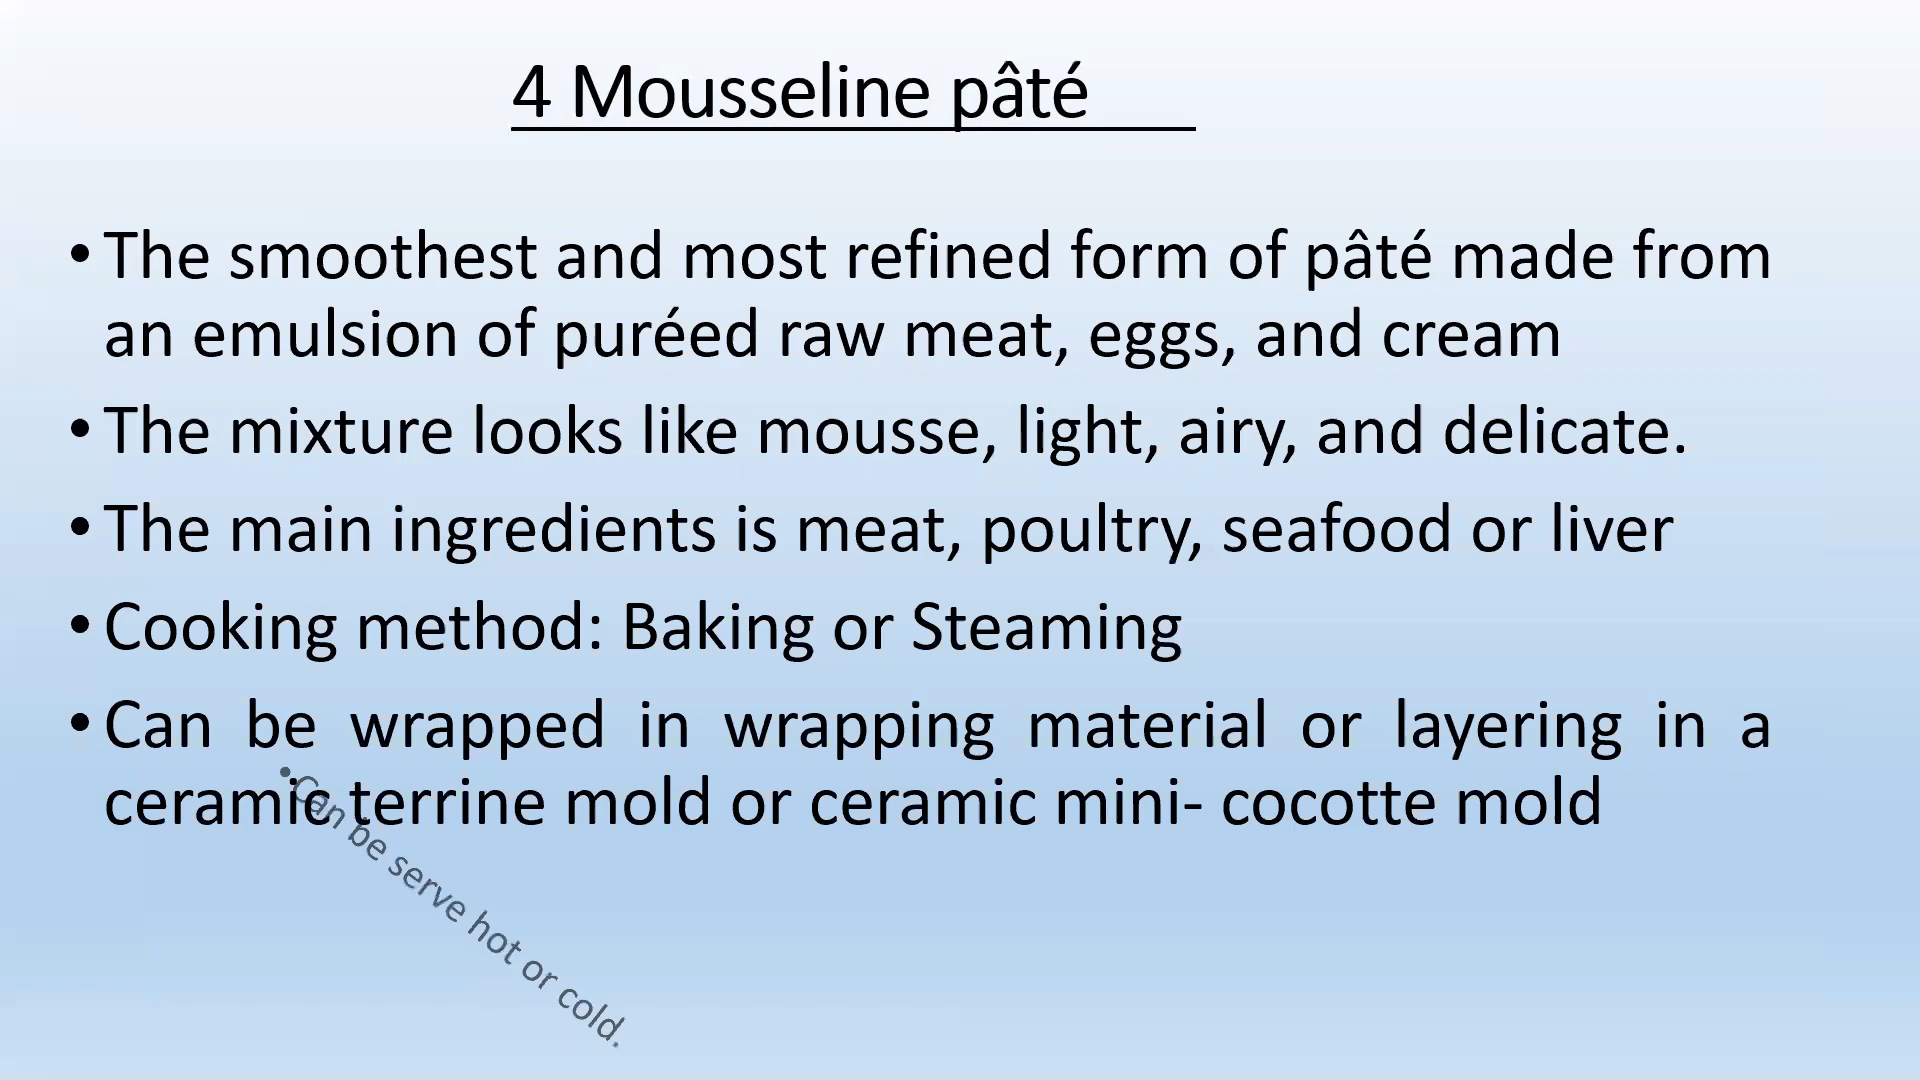 4 Mousseline pâté
• The smoothest and most refined form of pâté made from
an emulsion of puréed raw meat, eggs, and cream
• The mixture looks like mousse, light, airy, and delicate.
• The main ingredients is meat, poultry, seafood or liver
• Cooking method: Baking or Steaming
• Can be wrapped in wrapping material or layering in a
ceramic terrine mold or ceramic mini- cocotte mold
• Can be serve hot or cold.